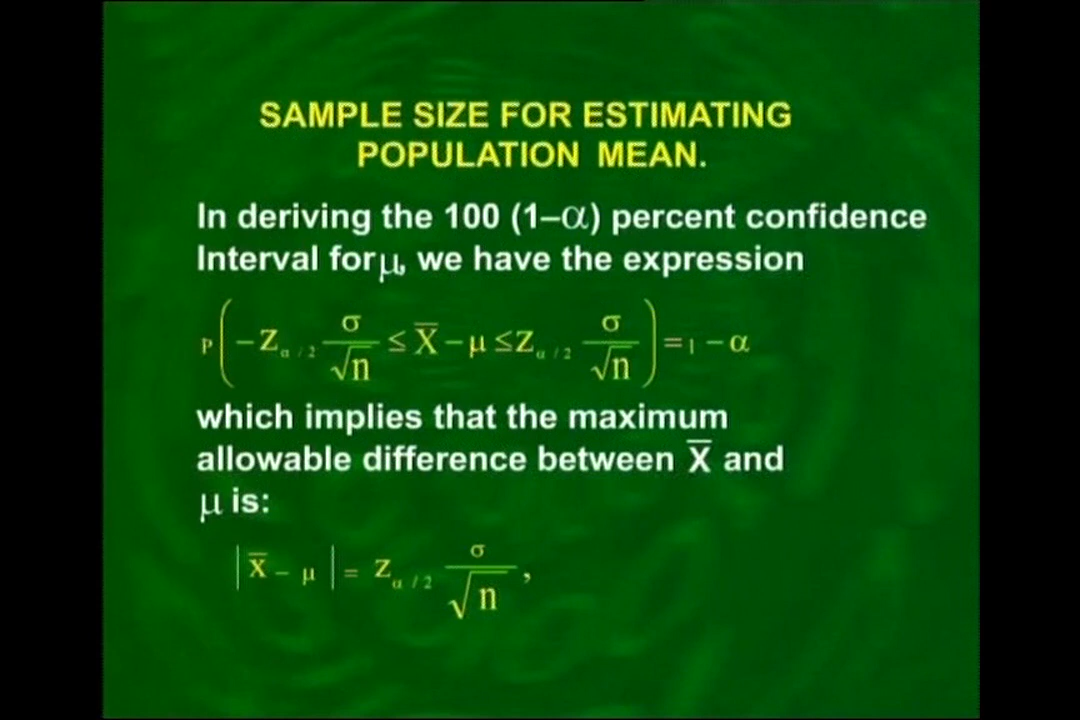 SAMPLE SIZE FOR ESTIMATING
POPULATION MEAN.
In deriving the 100 (1–α) percent confidence
Interval for μ, we have the expression
P(−Z_{α/2} σ/√n ≤ X̅ − μ ≤ Z_{α/2} σ/√n) = 1 − α
which implies that the maximum
allowable difference between X̅ and
μ is:
|X̅ − μ| = Z_{α/2} σ/√n,